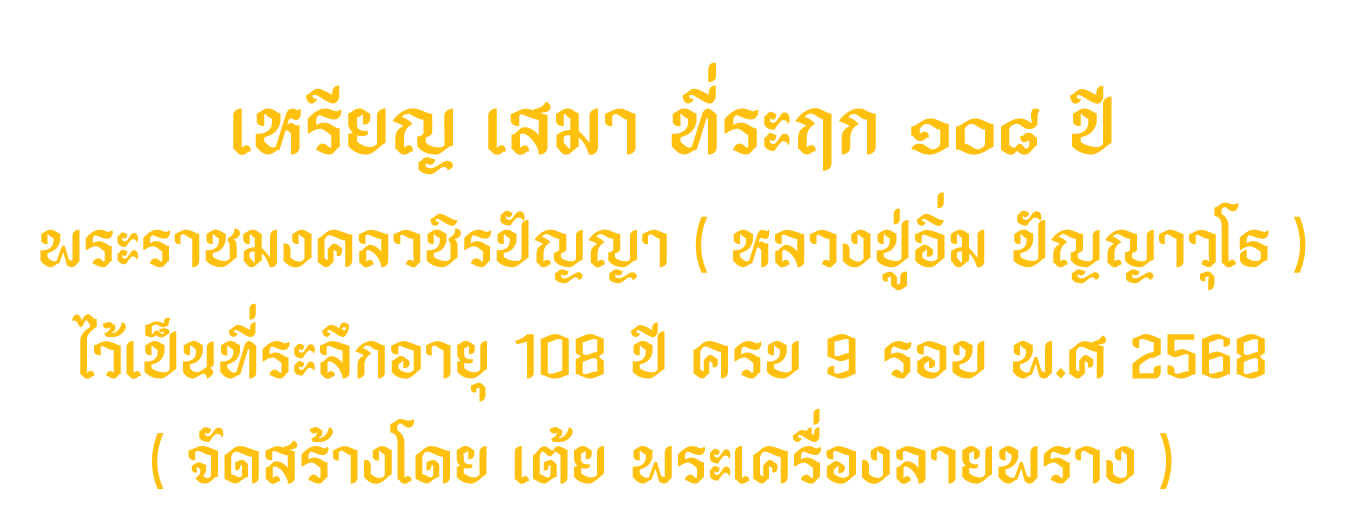 เหรียญ เสมา ที่ระฤก ๑๐๘ ปี
พระราชมงคลวชิรปัญญา ( หลวงปู่อิ่ม ปัญญาวุโธ )
ไว้เป็นที่ระลึกอายุ 108 ปี ครบ 9 รอบ พ.ศ 2568
( จัดสร้างโดย เต้ย พระเครื่องลายพราง )